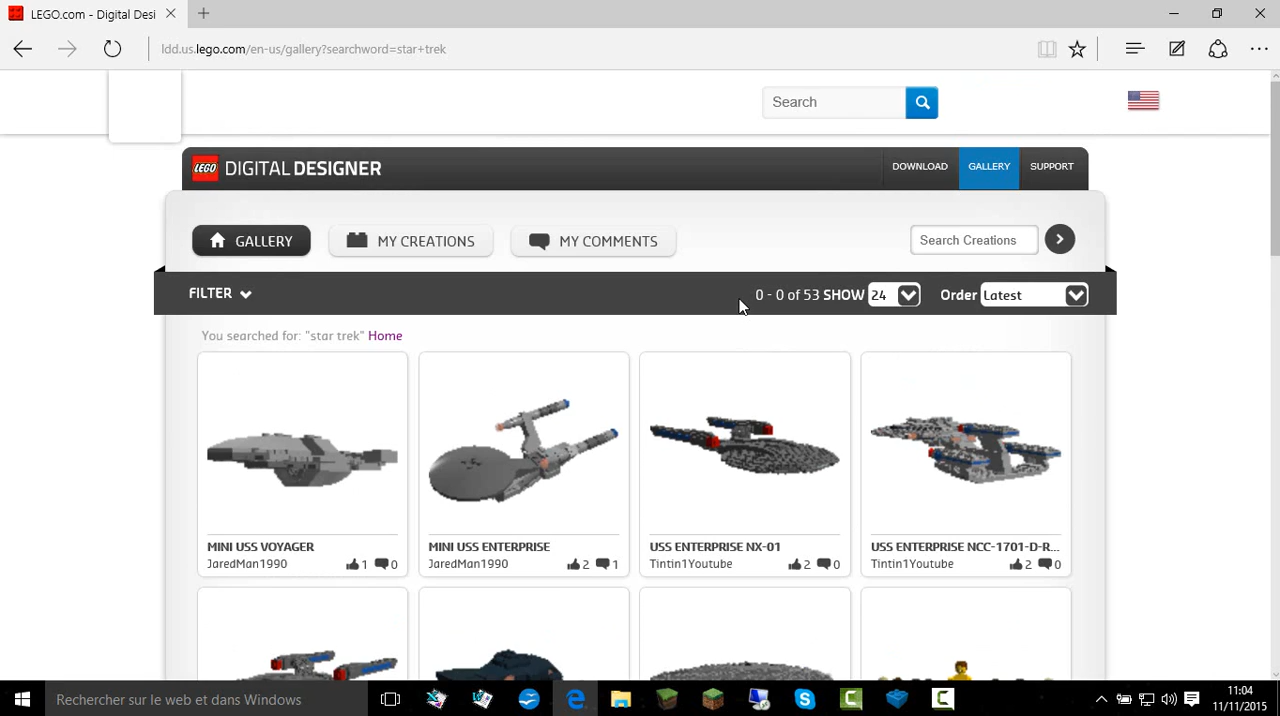 LEGO.com - Digital Desi
ldd.us.lego.com/en-us/gallery?searchword=star+trek
Search
LEGO DIGITAL DESIGNER
DOWNLOAD
GALLERY
SUPPORT
GALLERY
MY CREATIONS
MY COMMENTS
Search Creations
FILTER
0 - 0 of 53 SHOW 24
Order Latest
You searched for: "star trek" Home
MINI USS VOYAGER
JaredMan1990 1 0
MINI USS ENTERPRISE
JaredMan1990 2 1
USS ENTERPRISE NX-01
Tintin1Youtube 2 0
USS ENTERPRISE NCC-1701-D-R...
Tintin1Youtube 2 0
Rechercher sur le web et dans Windows
11:04
11/11/2015